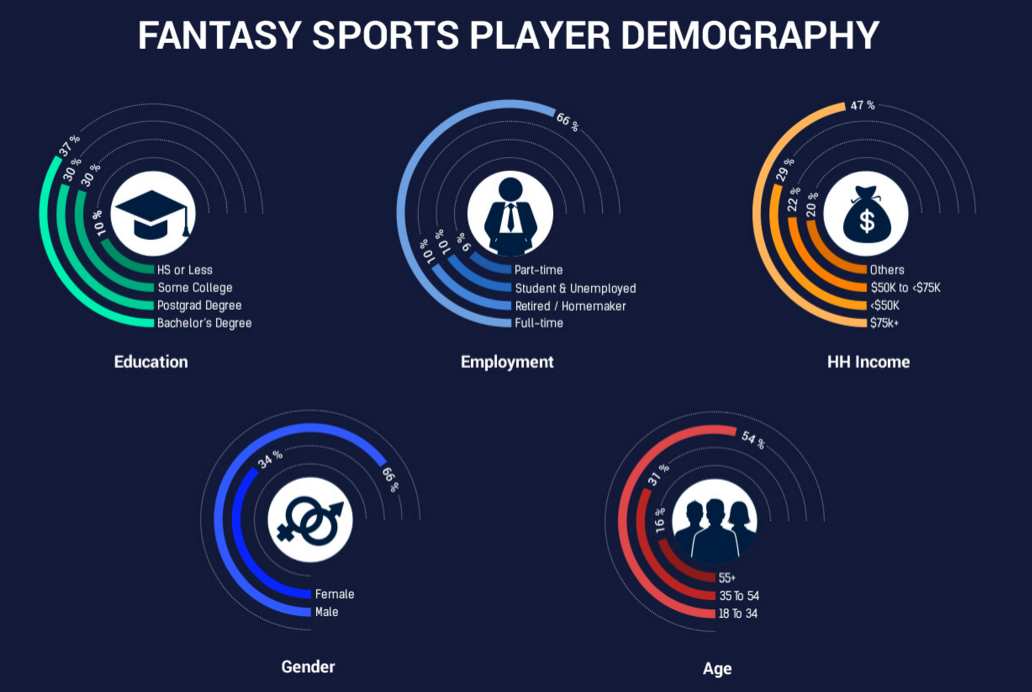 FANTASY SPORTS PLAYER DEMOGRAPHY
37 %
30 %
30 %
10 %
HS or Less
Some College
Postgrad Degree
Bachelor's Degree
Education
66 %
10 %
10 %
9 %
Part-time
Student & Unemployed
Retired / Homemaker
Full-time
Employment
47 %
29 %
22 %
20 %
$
Others
$50K to <$75K
<$50K
$75k+
HH Income
66 %
34 %
Female
Male
Gender
54 %
31 %
16 %
55+
35 To 54
18 To 34
Age